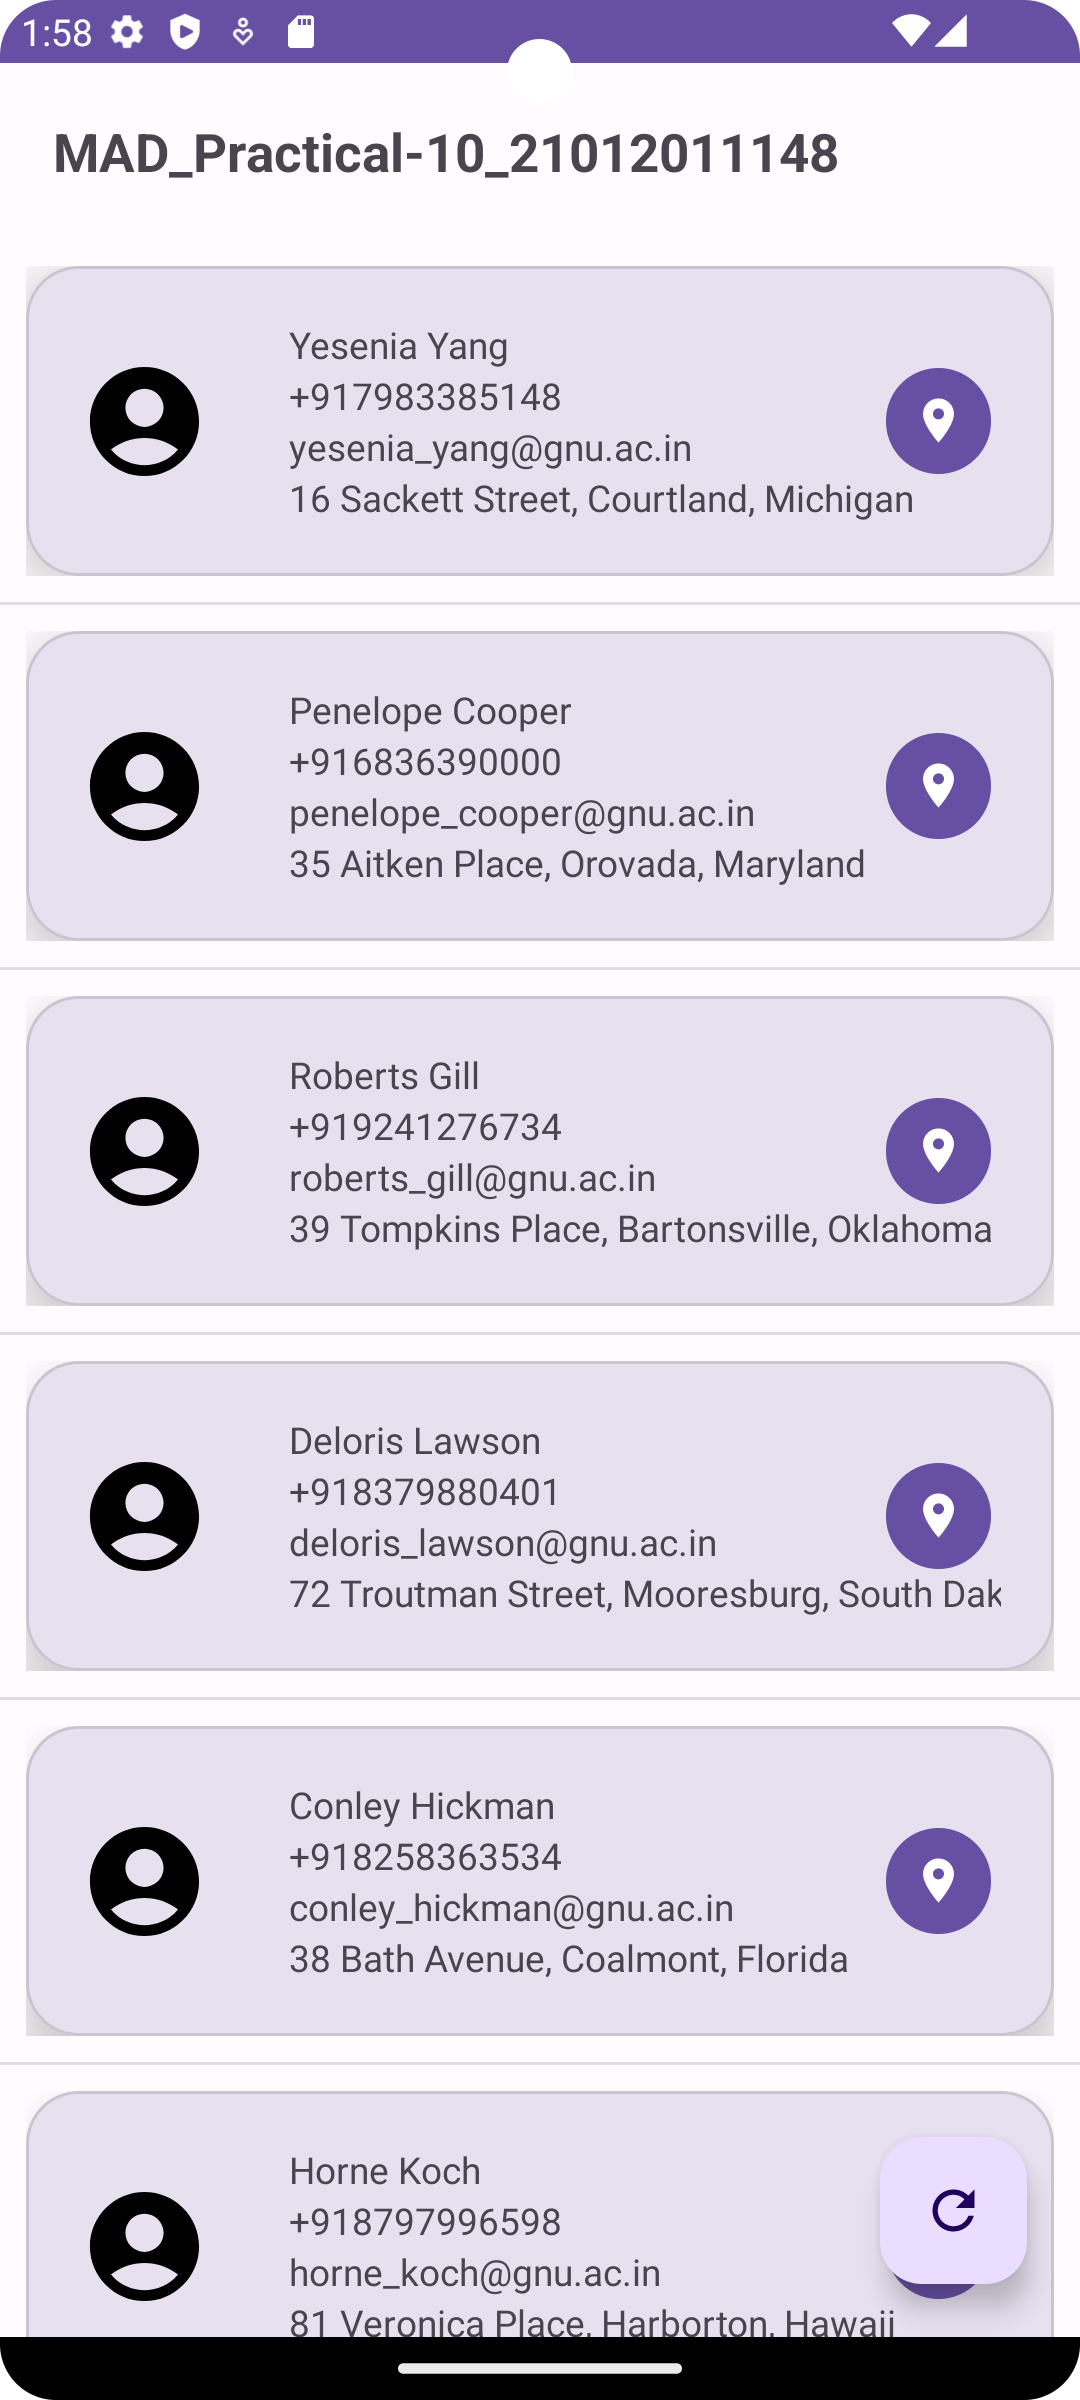 1:58
MAD_Practical-10_21012011148
Yesenia Yang
+917983385148
yesenia_yang@gnu.ac.in
16 Sackett Street, Courtland, Michigan
Penelope Cooper
+916836390000
penelope_cooper@gnu.ac.in
35 Aitken Place, Orovada, Maryland
Roberts Gill
+919241276734
roberts_gill@gnu.ac.in
39 Tompkins Place, Bartonsville, Oklahoma
Deloris Lawson
+918379880401
deloris_lawson@gnu.ac.in
72 Troutman Street, Mooresburg, South Dak
Conley Hickman
+918258363534
conley_hickman@gnu.ac.in
38 Bath Avenue, Coalmont, Florida
Horne Koch
+918797996598
horne_koch@gnu.ac.in
81 Veronica Place, Harborton, Hawaii